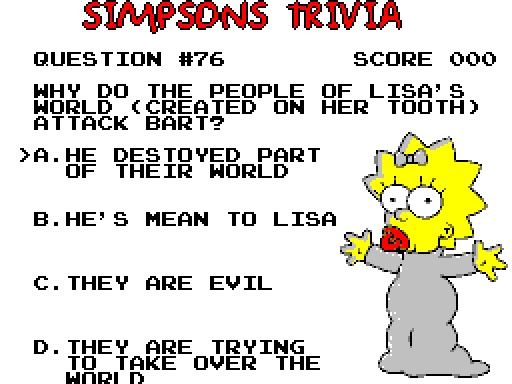 SIMPSONS TRIVIA
QUESTION #76 SCORE 000
WHY DO THE PEOPLE OF LISA'S
WORLD (CREATED ON HER TOOTH)
ATTACK BART?
>A.HE DESTOYED PART
OF THEIR WORLD
B.HE'S MEAN TO LISA
C.THEY ARE EVIL
D.THEY ARE TRYING
TO TAKE OVER THE
WORLD